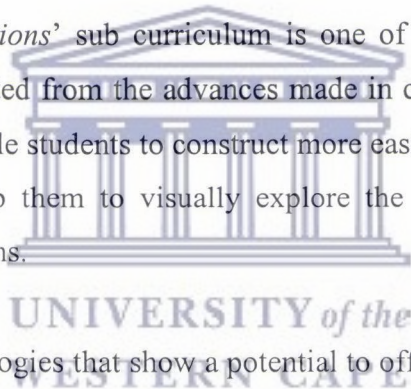 ions' sub curriculum is one of
ed from the advances made in c
le students to construct more eas
p them to visually explore the
ns.
UNIVERSITY of the
ogies that show a potential to off
WESTERN CAPE